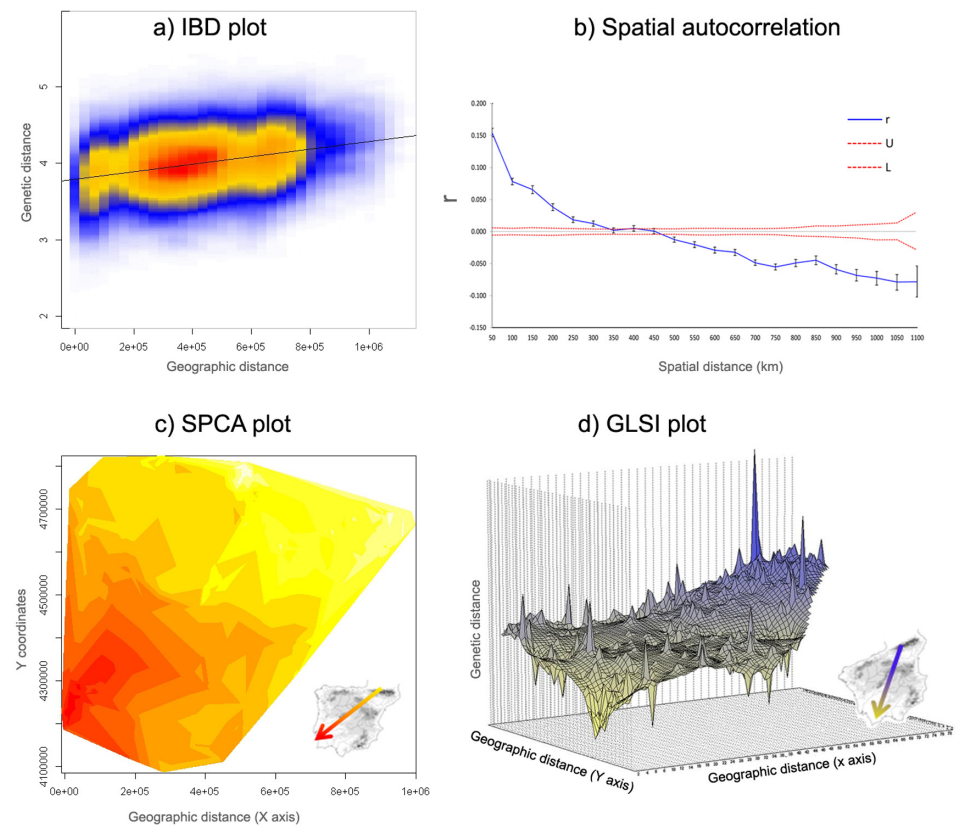 a) IBD plot
Genetic distance
5
4
3
2
0e+00 2e+05 4e+05 6e+05 8e+05 1e+06
Geographic distance
b) Spatial autocorrelation
r
0.200
0.150
0.100
0.050
0.000
-0.050
-0.100
-0.150
r
U
L
50 100 150 200 250 300 350 400 450 500 550 600 650 700 750 800 850 900 950 1000 1050 1100
Spatial distance (km)
c) SPCA plot
Y coordinates
4700000
4500000
4300000
4100000
0e+00 2e+05 4e+05 6e+05 8e+05 1e+06
Geographic distance (X axis)
d) GLSI plot
Genetic distance
Geographic distance (Y axis)
Geographic distance (x axis)